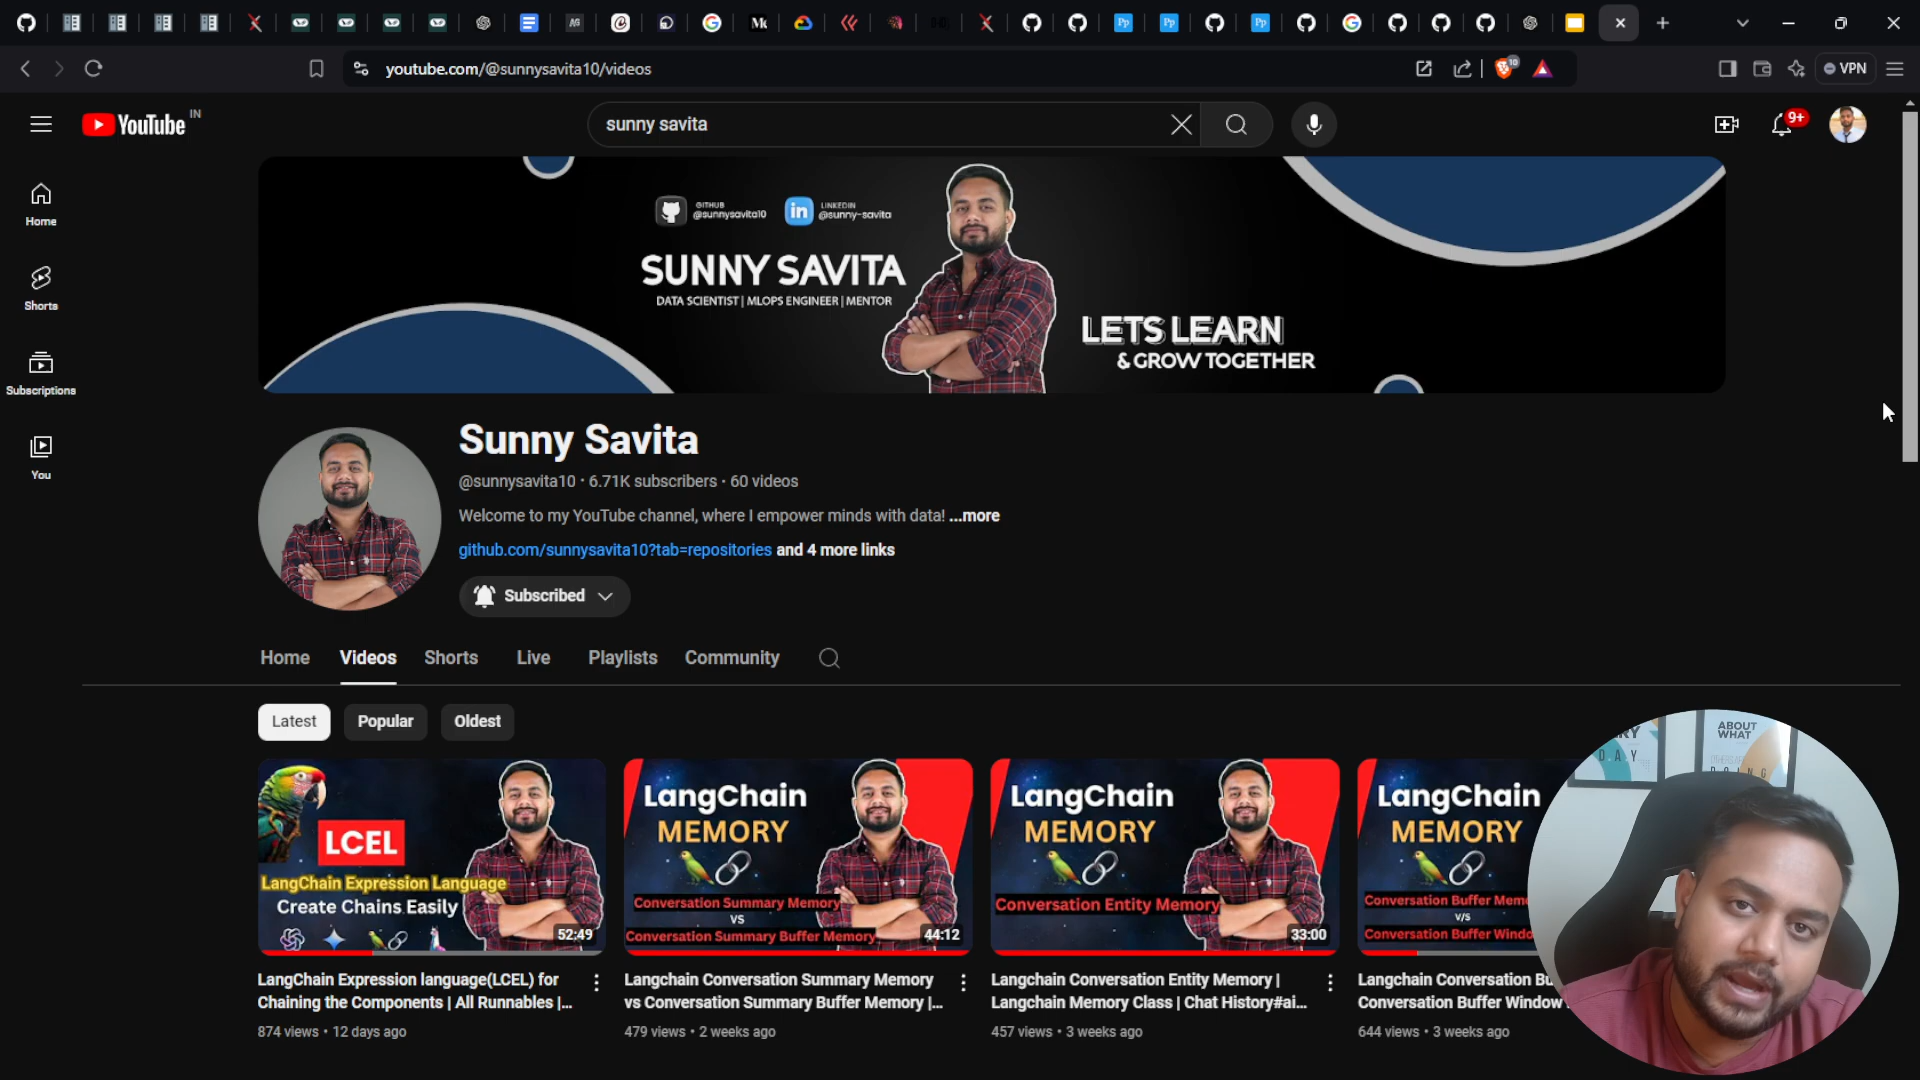 youtube.com/@sunnysavita10/videos
10
VPN
YouTube IN
sunny savita
9+
Home
Shorts
Subscriptions
You
GITHUB
@sunnysavita10
LINKEDIN
@sunny-savita
SUNNY SAVITA
DATA SCIENTIST | MLOPS ENGINEER | MENTOR
LETS LEARN
& GROW TOGETHER
Sunny Savita
@sunnysavita10 · 6.71K subscribers · 60 videos
Welcome to my YouTube channel, where I empower minds with data! ...more
github.com/sunnysavita10?tab=repositories and 4 more links
Subscribed
Home Videos Shorts Live Playlists Community
Latest Popular Oldest
LCEL
LangChain Expression Language
Create Chains Easily
52:49
LangChain Expression language(LCEL) for
Chaining the Components | All Runnables |...
874 views • 12 days ago
LangChain
MEMORY
Conversation Summary Memory
VS
Conversation Summary Buffer Memory
44:12
Langchain Conversation Summary Memory
vs Conversation Summary Buffer Memory |...
479 views • 2 weeks ago
LangChain
MEMORY
Conversation Entity Memory
33:00
Langchain Conversation Entity Memory |
Langchain Memory Class | Chat History#ai...
457 views • 3 weeks ago
LangChain
MEMORY
Conversation Buffer Mem
V/S
Conversation Buffer Windo
Langchain Conversation Bu
Conversation Buffer Window
644 views • 3 weeks ago
ABOUT
WHAT
DAY